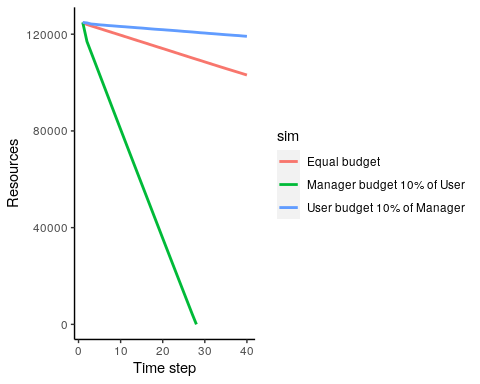 120000
80000
40000
0
Resources
0 10 20 30 40
Time step
sim
Equal budget
Manager budget 10% of User
User budget 10% of Manager